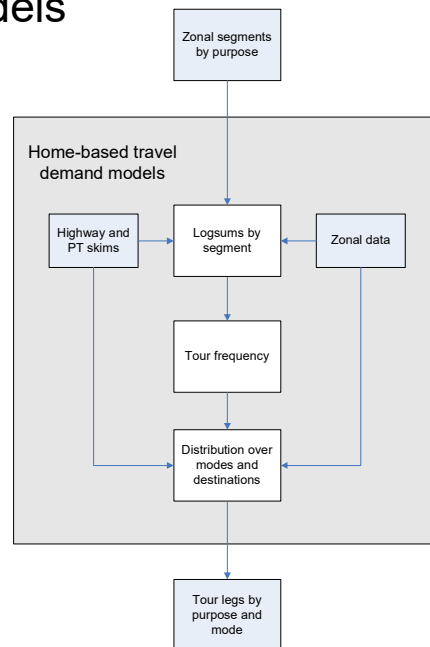 dels
Zonal segments
by purpose
Home-based travel
demand models
Highway and
PT skims
Logsums by
segment
Zonal data
Tour frequency
Distribution over
modes and
destinations
Tour legs by
purpose and
mode